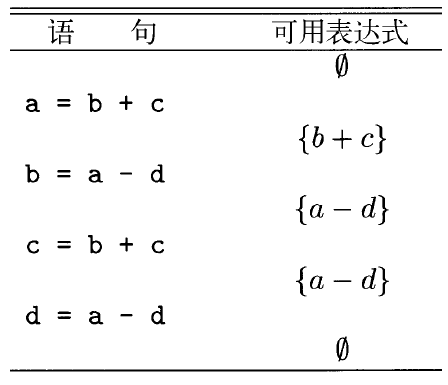 语 句 可用表达式
∅
a = b + c
{b + c}
b = a - d
{a − d}
c = b + c
{a − d}
d = a - d
∅